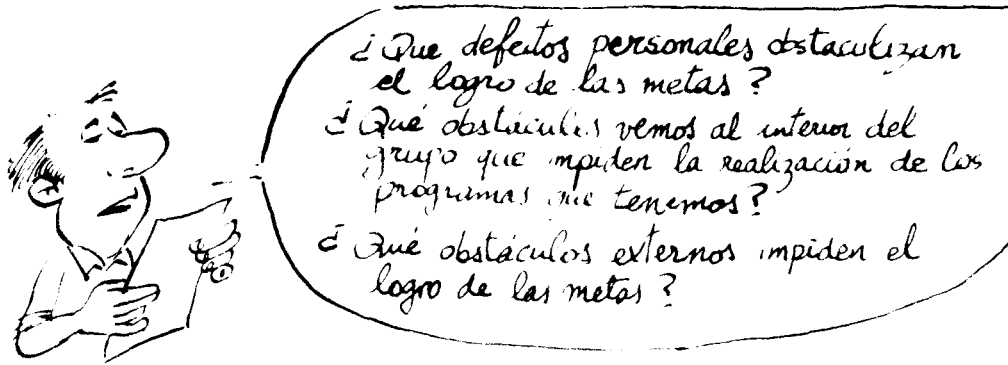 ¿Que defectos personales obstaculizan
el logro de las metas?
¿Qué obstáculos vemos al interior del
grupo que impiden la realización de los
programas que tenemos?
¿Qué obstáculos externos impiden el
logro de las metas?